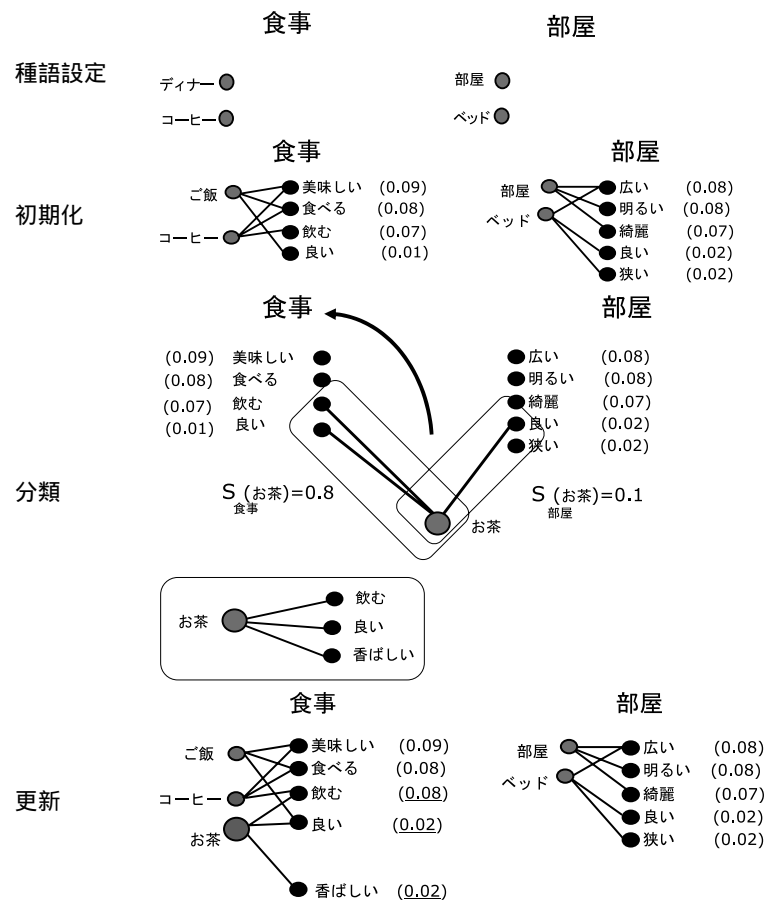 食事 部屋
種語設定
ディナー 部屋
コーヒー ベッド
食事 部屋
初期化
ご飯 美味しい (0.09) 部屋 広い (0.08)
食べる (0.08) 明るい (0.08)
コーヒー 飲む (0.07) ベッド 綺麗 (0.07)
良い (0.01) 良い (0.02)
狭い (0.02)
食事 部屋
(0.09) 美味しい 広い (0.08)
(0.08) 食べる 明るい (0.08)
(0.07) 飲む 綺麗 (0.07)
(0.01) 良い 良い (0.02)
狭い (0.02)
分類
S食事(お茶)=0.8 S部屋(お茶)=0.1
お茶
お茶 飲む
良い
香ばしい
食事 部屋
更新
ご飯 美味しい (0.09) 部屋 広い (0.08)
食べる (0.08) 明るい (0.08)
コーヒー 飲む (0.08) ベッド 綺麗 (0.07)
お茶 良い (0.02) 良い (0.02)
狭い (0.02)
香ばしい (0.02)